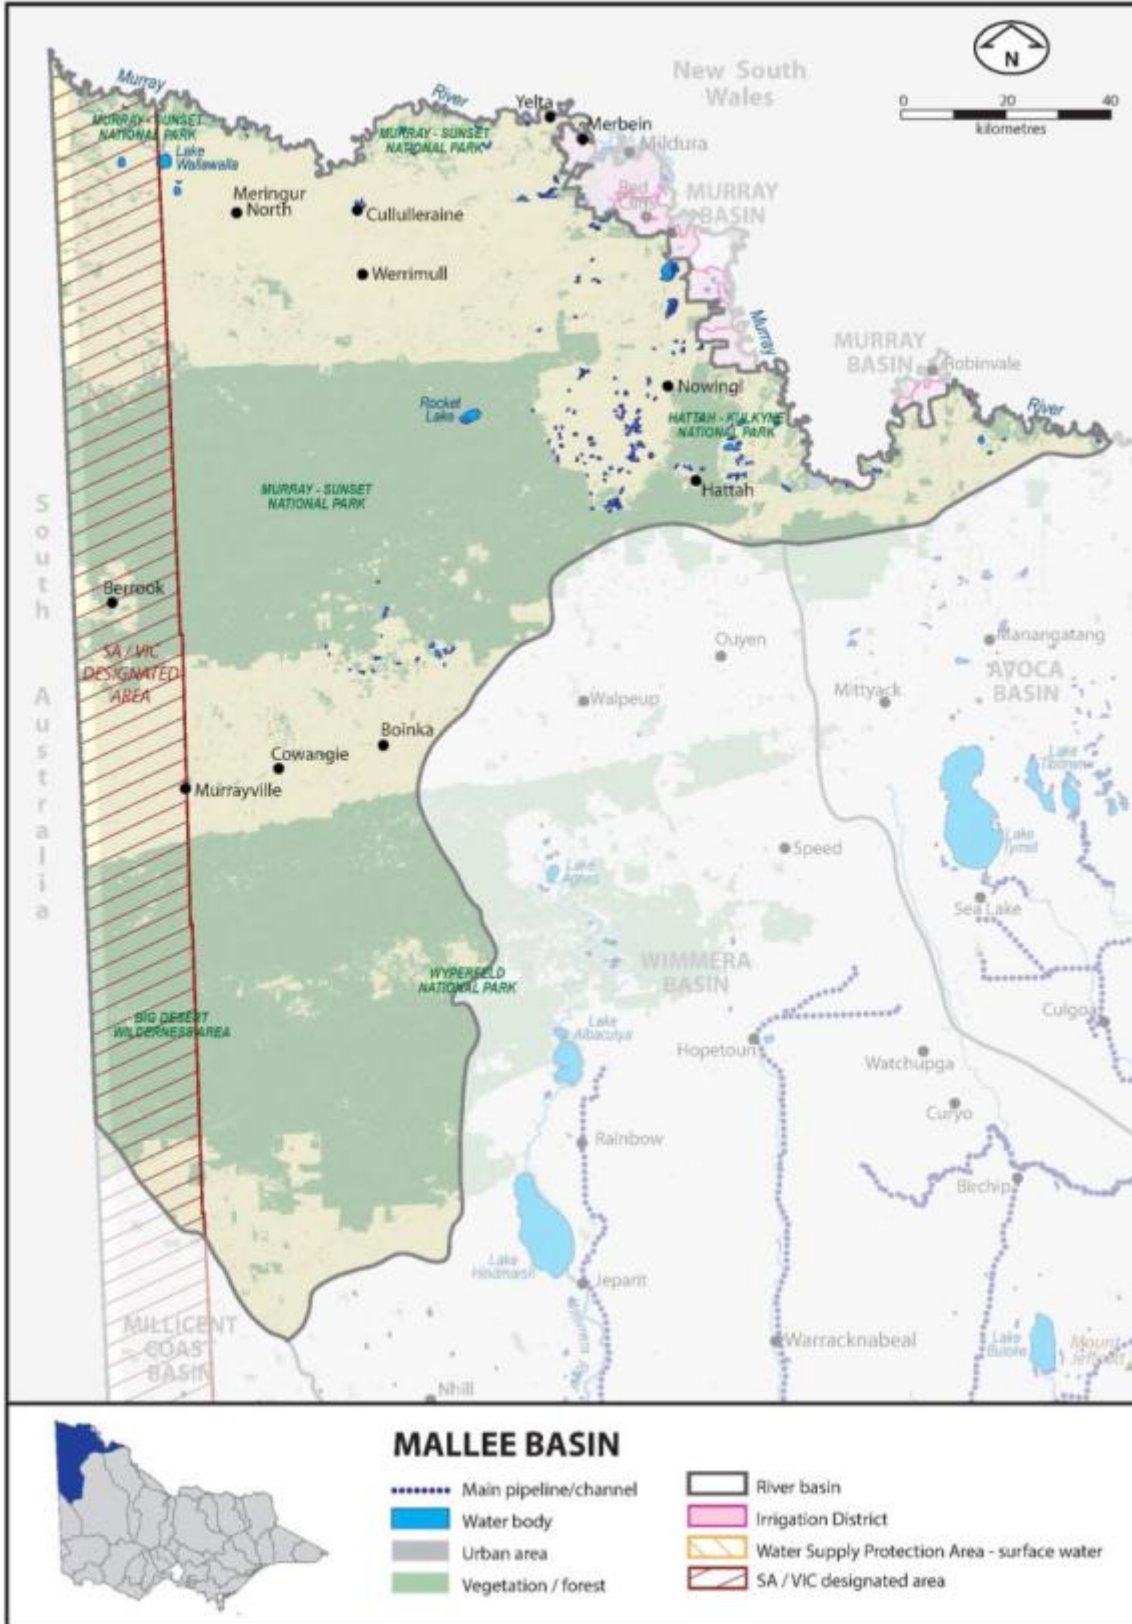 N
0 20 40
kilometres
New South
Wales
Murray
River
Yelta
Merbein
Mildura
MURRAY - SUNSET
NATIONAL PARK
MURRAY - SUNSET
NATIONAL PARK
Lake
Wallawalla
Meringur
North
Cullulleraine
Red
Cliffs
MURRAY
BASIN
Werrimull
Murray
MURRAY
BASIN
Robinvale
River
Nowingi
Rocket
Lake
HATTAH - KULKYNE
NATIONAL PARK
Hattah
MURRAY - SUNSET
NATIONAL PARK
South Australia
Berrook
SA / VIC
DESIGNATED
AREA
Ouyen
Manangatang
Walpeup
Mittyack
AVOCA
BASIN
Boinka
Cowangie
Murrayville
Lake
Lake
Tyrrell
Speed
Lake
Agnes
Sea Lake
WIMMERA
BASIN
WYPERFELD
NATIONAL PARK
BIG DESERT
WILDERNESS AREA
Lake
Albacutya
Hopetoun
Culgoa
Watchupga
Curyo
Rainbow
Birchip
Lake
Hindmarsh
Jeparit
MILLICENT
COAST
BASIN
Warracknabeal
Lake
Buloke
Mount
Jeffcott
Nhill
MALLEE BASIN
Main pipeline/channel
Water body
Urban area
Vegetation / forest
River basin
Irrigation District
Water Supply Protection Area - surface water
SA / VIC designated area